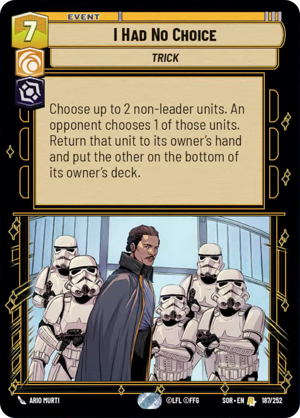 EVENT
7
I HAD NO CHOICE
TRICK
Choose up to 2 non-leader units. An
opponent chooses 1 of those units.
Return that unit to its owner's hand
and put the other on the bottom of
its owner's deck.
ARIO MURTI ©LFL ©FFG SOR • EN R 187/252